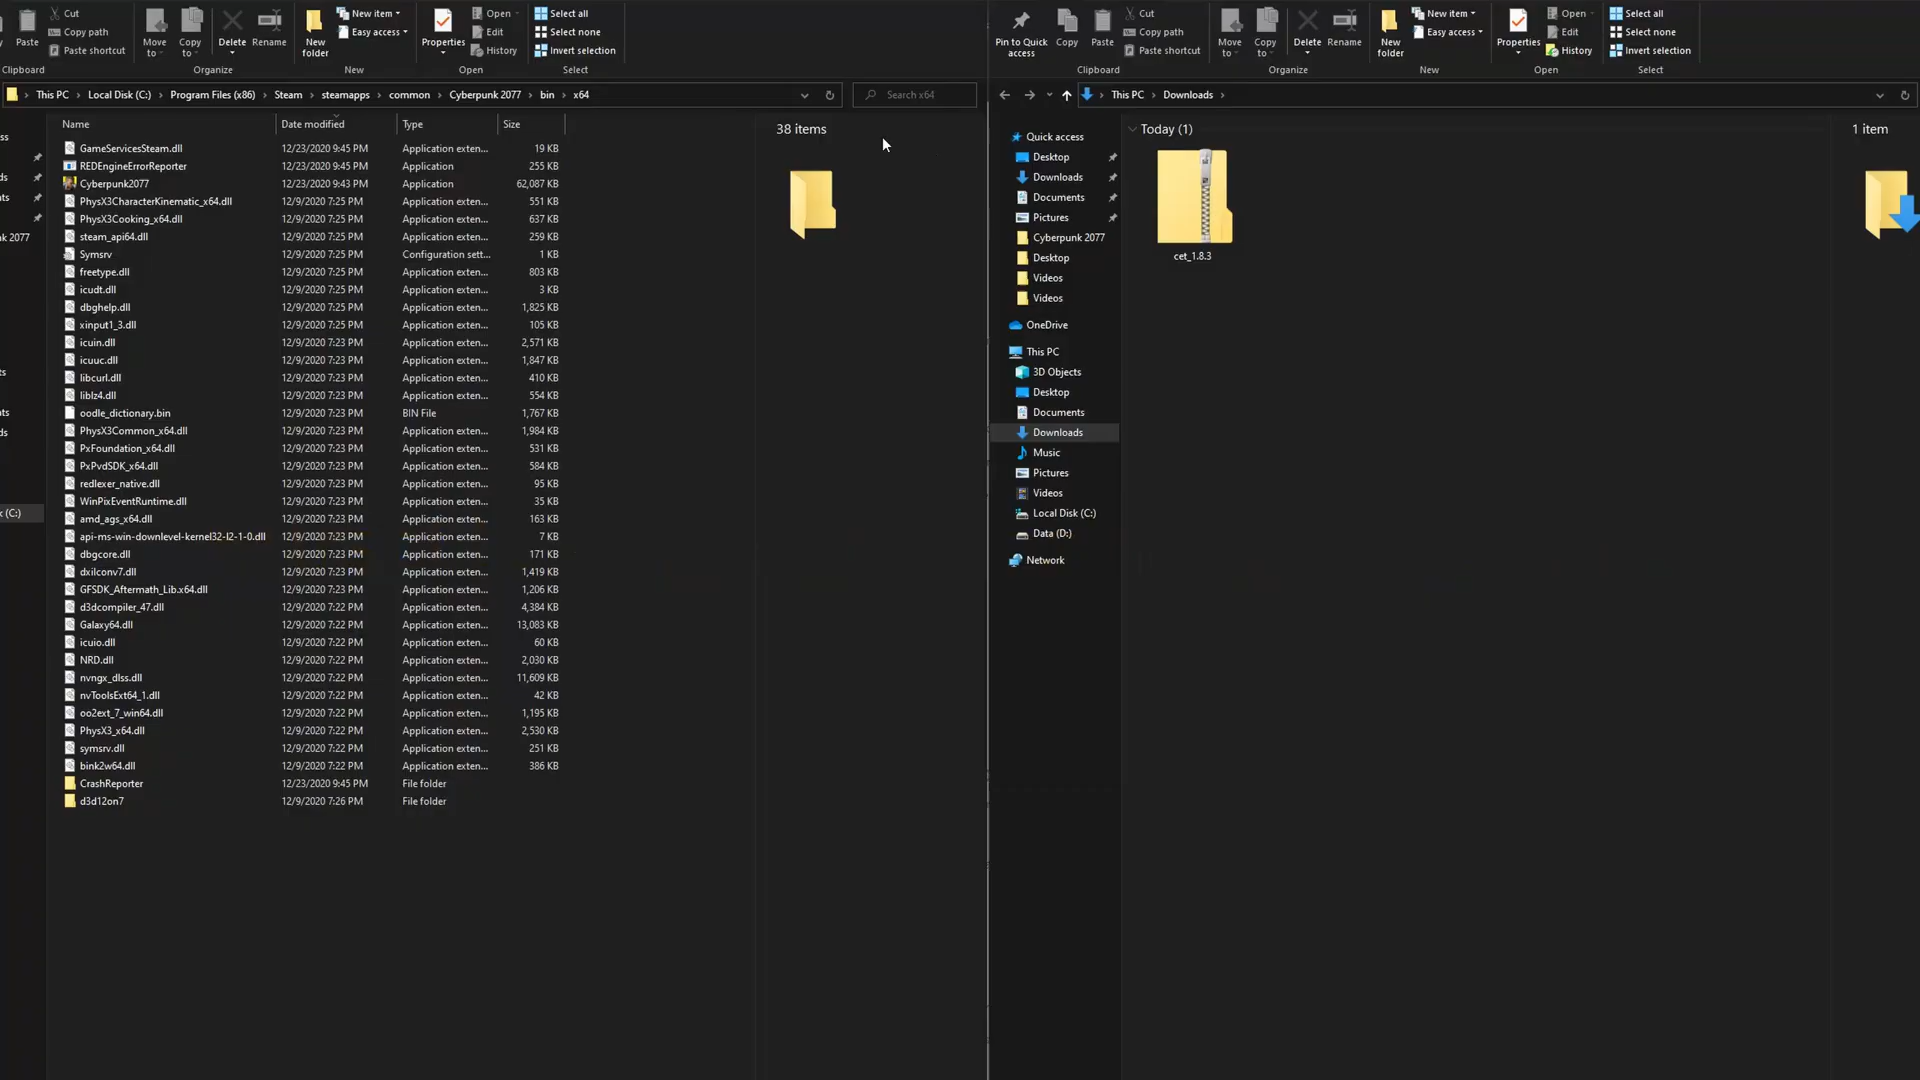 Cut
Copy path
Paste shortcut
Paste
Move to
Copy to
Delete
Rename
New folder
New item
Easy access
Properties
Open
Edit
History
Select all
Select none
Invert selection
Clipboard
Organize
New
Open
Select
This PC > Local Disk (C:) > Program Files (x86) > Steam > steamapps > common > Cyberpunk 2077 > bin > x64
Search x64
Name Date modified Type Size
GameServicesSteam.dll 12/23/2020 9:45 PM Application exten... 19 KB
REDEngineErrorReporter 12/23/2020 9:45 PM Application 255 KB
Cyberpunk2077 12/23/2020 9:43 PM Application 62,087 KB
PhysX3CharacterKinematic_x64.dll 12/9/2020 7:25 PM Application exten... 551 KB
PhysX3Cooking_x64.dll 12/9/2020 7:25 PM Application exten... 637 KB
steam_api64.dll 12/9/2020 7:25 PM Application exten... 259 KB
Symsrv 12/9/2020 7:25 PM Configuration sett... 1 KB
freetype.dll 12/9/2020 7:25 PM Application exten... 803 KB
icudt.dll 12/9/2020 7:25 PM Application exten... 3 KB
dbghelp.dll 12/9/2020 7:25 PM Application exten... 1,825 KB
xinput1_3.dll 12/9/2020 7:25 PM Application exten... 105 KB
icuin.dll 12/9/2020 7:23 PM Application exten... 2,571 KB
icuuc.dll 12/9/2020 7:23 PM Application exten... 1,847 KB
libcurl.dll 12/9/2020 7:23 PM Application exten... 410 KB
liblz4.dll 12/9/2020 7:23 PM Application exten... 554 KB
oodle_dictionary.bin 12/9/2020 7:23 PM BIN File 1,767 KB
PhysX3Common_x64.dll 12/9/2020 7:23 PM Application exten... 1,984 KB
PxFoundation_x64.dll 12/9/2020 7:23 PM Application exten... 531 KB
PxPvdSDK_x64.dll 12/9/2020 7:23 PM Application exten... 584 KB
redlexer_native.dll 12/9/2020 7:23 PM Application exten... 95 KB
WinPixEventRuntime.dll 12/9/2020 7:23 PM Application exten... 35 KB
amd_ags_x64.dll 12/9/2020 7:23 PM Application exten... 163 KB
api-ms-win-downlevel-kernel32-l2-1-0.dll 12/9/2020 7:23 PM Application exten... 7 KB
dbgcore.dll 12/9/2020 7:23 PM Application exten... 171 KB
dxilconv7.dll 12/9/2020 7:23 PM Application exten... 1,419 KB
GFSDK_Aftermath_Lib.x64.dll 12/9/2020 7:23 PM Application exten... 1,206 KB
d3dcompiler_47.dll 12/9/2020 7:22 PM Application exten... 4,384 KB
Galaxy64.dll 12/9/2020 7:22 PM Application exten... 13,083 KB
icuio.dll 12/9/2020 7:22 PM Application exten... 60 KB
NRD.dll 12/9/2020 7:22 PM Application exten... 2,030 KB
nvngx_dlss.dll 12/9/2020 7:22 PM Application exten... 11,609 KB
nvToolsExt64_1.dll 12/9/2020 7:22 PM Application exten... 42 KB
oo2ext_7_win64.dll 12/9/2020 7:22 PM Application exten... 1,195 KB
PhysX3_x64.dll 12/9/2020 7:22 PM Application exten... 2,530 KB
symsrv.dll 12/9/2020 7:22 PM Application exten... 251 KB
bink2w64.dll 12/9/2020 7:22 PM Application exten... 386 KB
CrashReporter 12/23/2020 9:45 PM File folder
d3d12on7 12/9/2020 7:26 PM File folder
ss
ds
nts
nk 2077
ts
nts
ds
k (C:)
38 items
Pin to Quick access
Copy
Paste
Cut
Copy path
Paste shortcut
Move to
Copy to
Delete
Rename
New folder
New item
Easy access
Properties
Open
Edit
History
Select all
Select none
Invert selection
Clipboard
Organize
New
Open
Select
This PC > Downloads >
Quick access
Desktop
Downloads
Documents
Pictures
Cyberpunk 2077
Desktop
Videos
Videos
OneDrive
This PC
3D Objects
Desktop
Documents
Downloads
Music
Pictures
Videos
Local Disk (C:)
Data (D:)
Network
Today (1)
cet_1.8.3
1 item